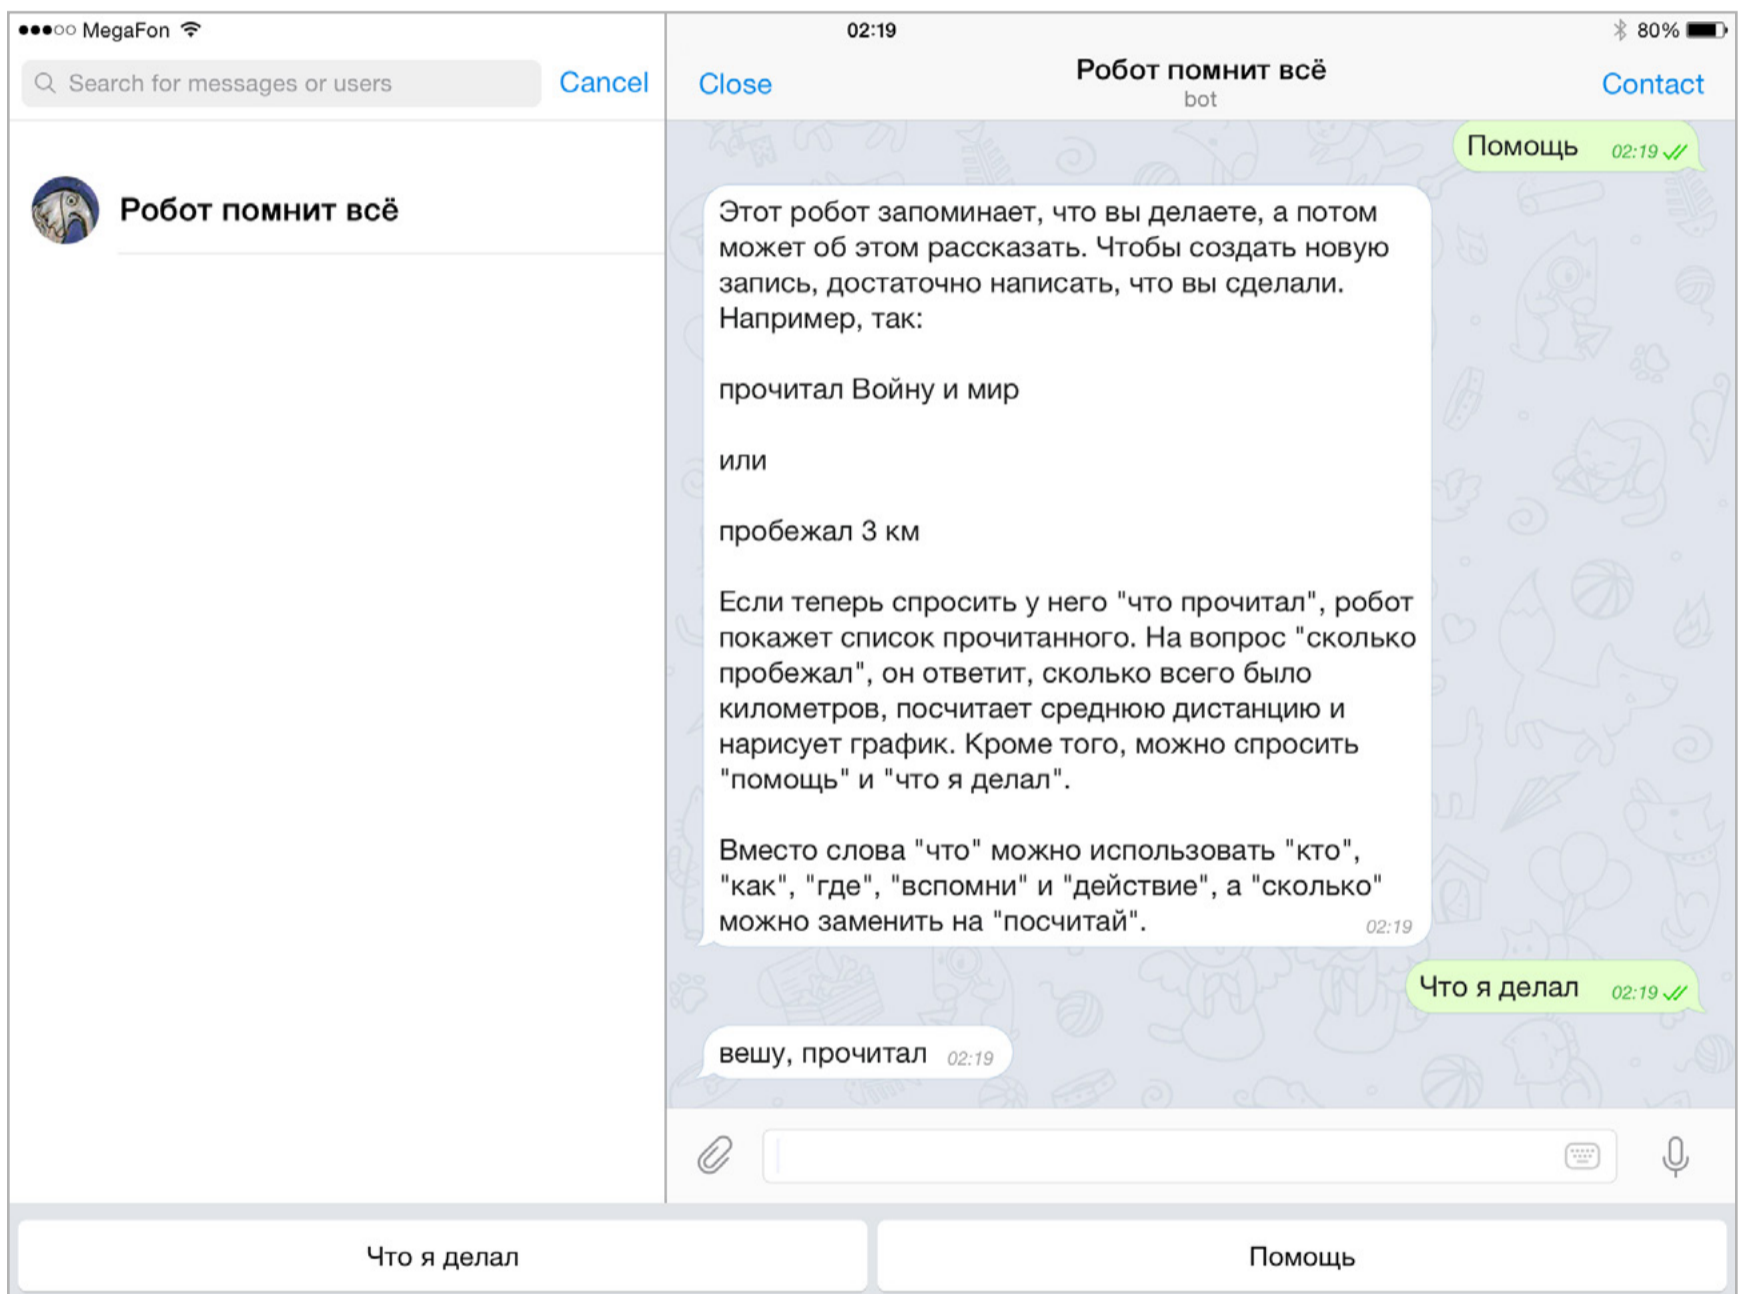 MegaFon
02:19
80%
Search for messages or users
Cancel
Робот помнит всё
Close
Робот помнит всё
bot
Contact
Помощь 02:19
Этот робот запоминает, что вы делаете, а потом
может об этом рассказать. Чтобы создать новую
запись, достаточно написать, что вы сделали.
Например, так:
прочитал Войну и мир
или
пробежал 3 км
Если теперь спросить у него "что прочитал", робот
покажет список прочитанного. На вопрос "сколько
пробежал", он ответит, сколько всего было
километров, посчитает среднюю дистанцию и
нарисует график. Кроме того, можно спросить
"помощь" и "что я делал".
Вместо слова "что" можно использовать "кто",
"как", "где", "вспомни" и "действие", а "сколько"
можно заменить на "посчитай". 02:19
Что я делал 02:19
вешу, прочитал 02:19
Что я делал
Помощь